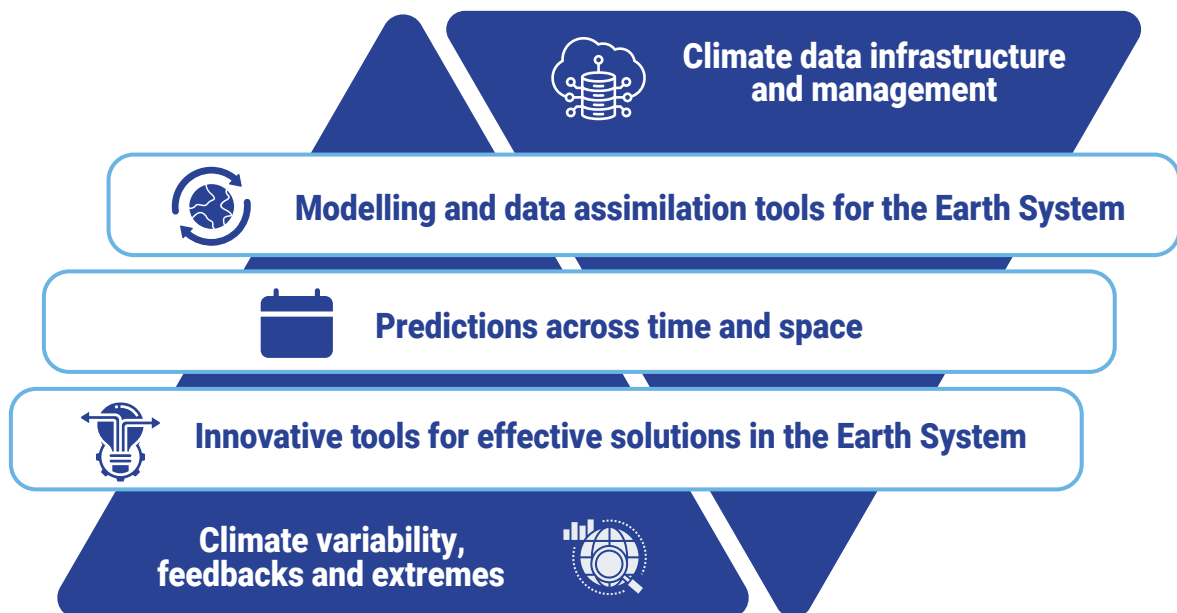 Climate data infrastructure
and management
Modelling and data assimilation tools for the Earth System
Predictions across time and space
Innovative tools for effective solutions in the Earth System
Climate variability,
feedbacks and extremes